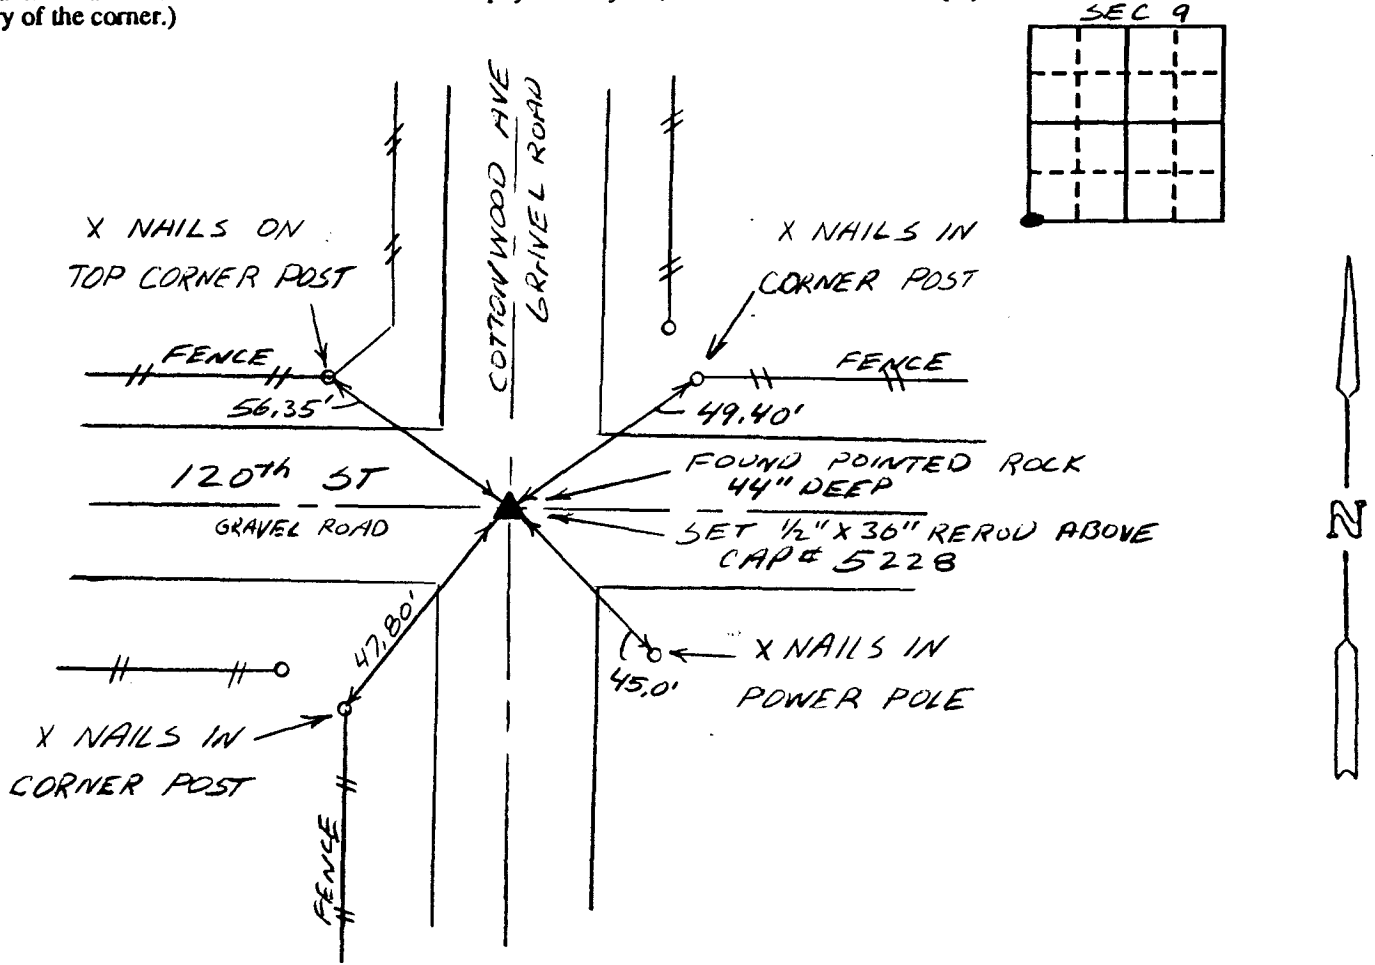 ry of the corner.)
SEC 9
COTTONWOOD AVE
GRAVEL ROAD
X NAILS ON
TOP CORNER POST
X NAILS IN
CORNER POST
FENCE
FENCE
56.35'
49.40'
120th ST
GRAVEL ROAD
FOUND POINTED ROCK
44" DEEP
SET 1/2" X 30" REROD ABOVE
CAP# 5228
47.80'
45.0'
X NAILS IN
POWER POLE
X NAILS IN
CORNER POST
FENCE
N